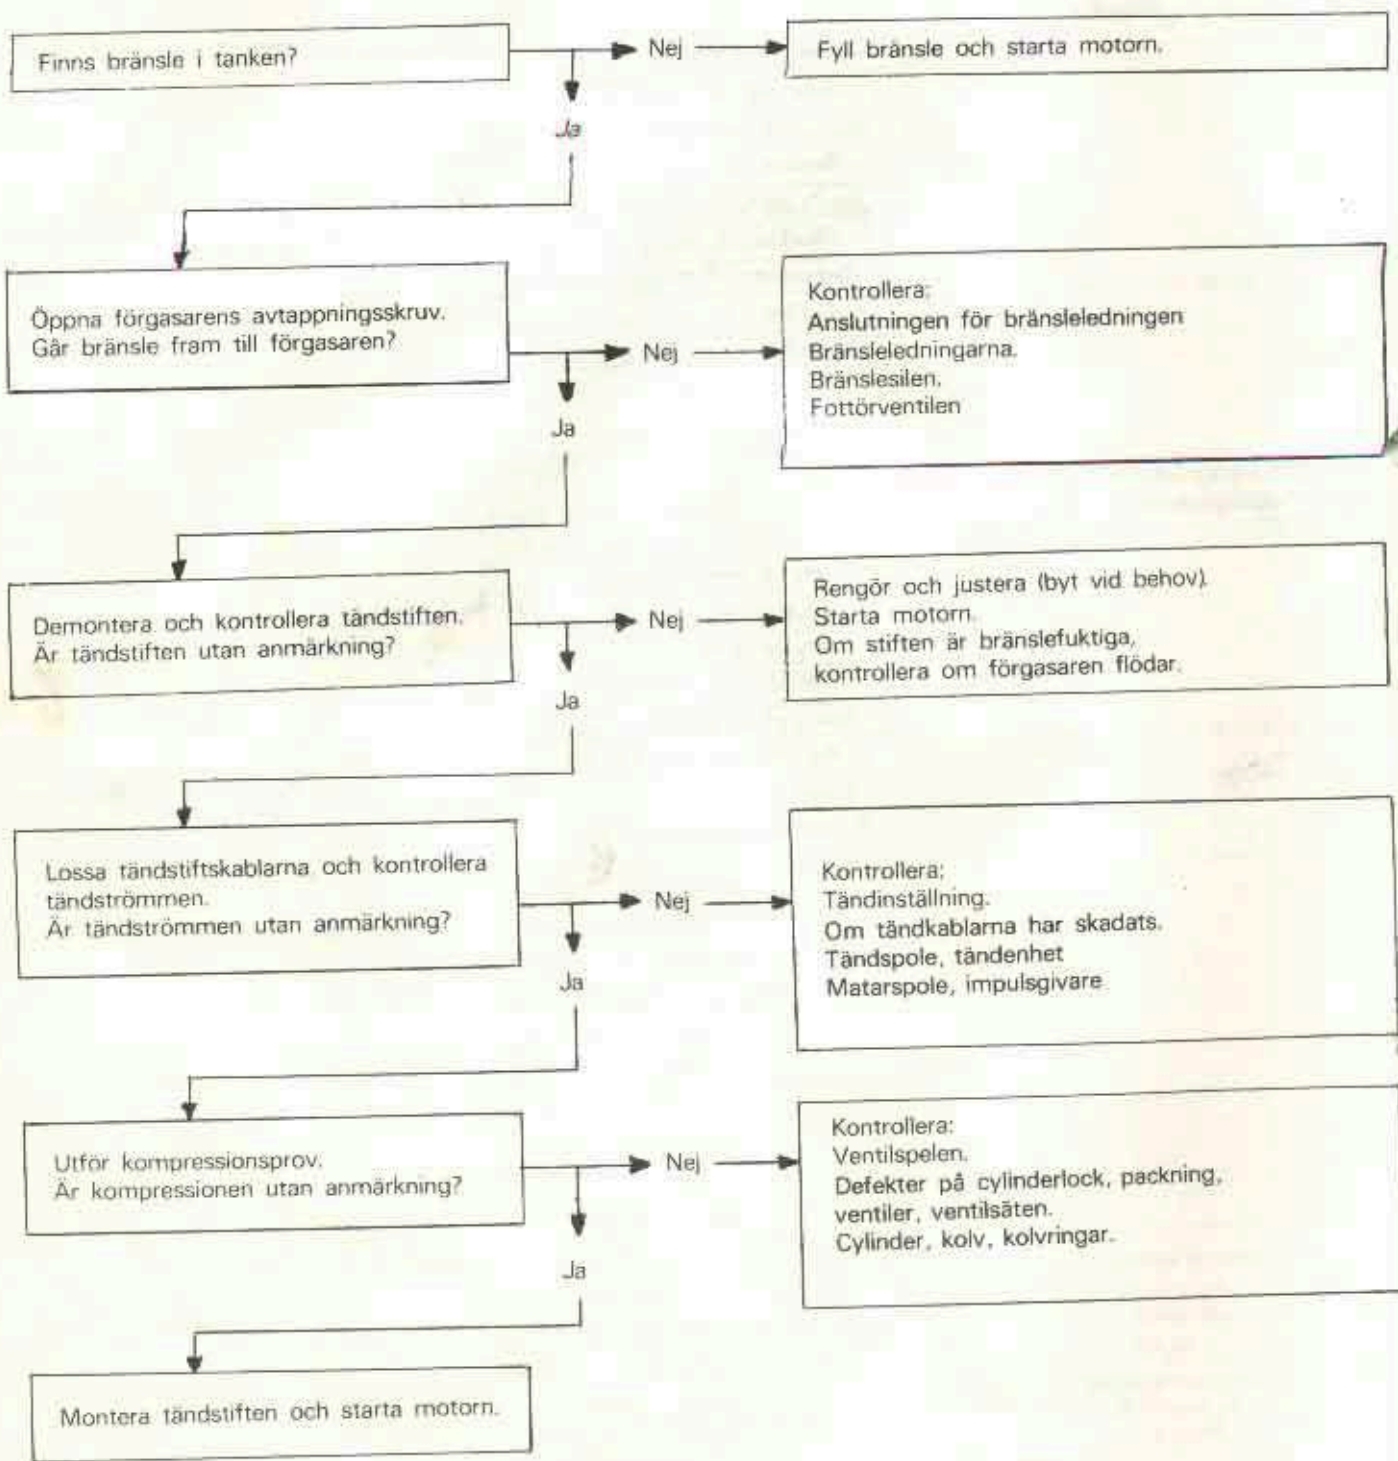 Finns bränsle i tanken?
Nej
Fyll bränsle och starta motorn.
Ja
Öppna förgasarens avtappningsskruv.
Går bränsle fram till förgasaren?
Nej
Kontrollera:
Anslutningen för bränsleledningen
Bränsleledningarna.
Bränslesilen.
Fottörventilen
Ja
Demontera och kontrollera tändstiften.
Är tändstiften utan anmärkning?
Nej
Rengör och justera (byt vid behov).
Starta motorn.
Om stiften är bränslefuktiga,
kontrollera om förgasaren flödar.
Ja
Lossa tändstiftskablarna och kontrollera
tändströmmen.
Är tändströmmen utan anmärkning?
Nej
Kontrollera:
Tändinställning.
Om tändkablarna har skadats.
Tändspole, tändenhet
Matarspole, impulsgivare
Ja
Utför kompressionsprov.
Är kompressionen utan anmärkning?
Nej
Kontrollera:
Ventilspelen.
Defekter på cylinderlock, packning,
ventiler, ventilsäten.
Cylinder, kolv, kolvringar.
Ja
Montera tändstiften och starta motorn.